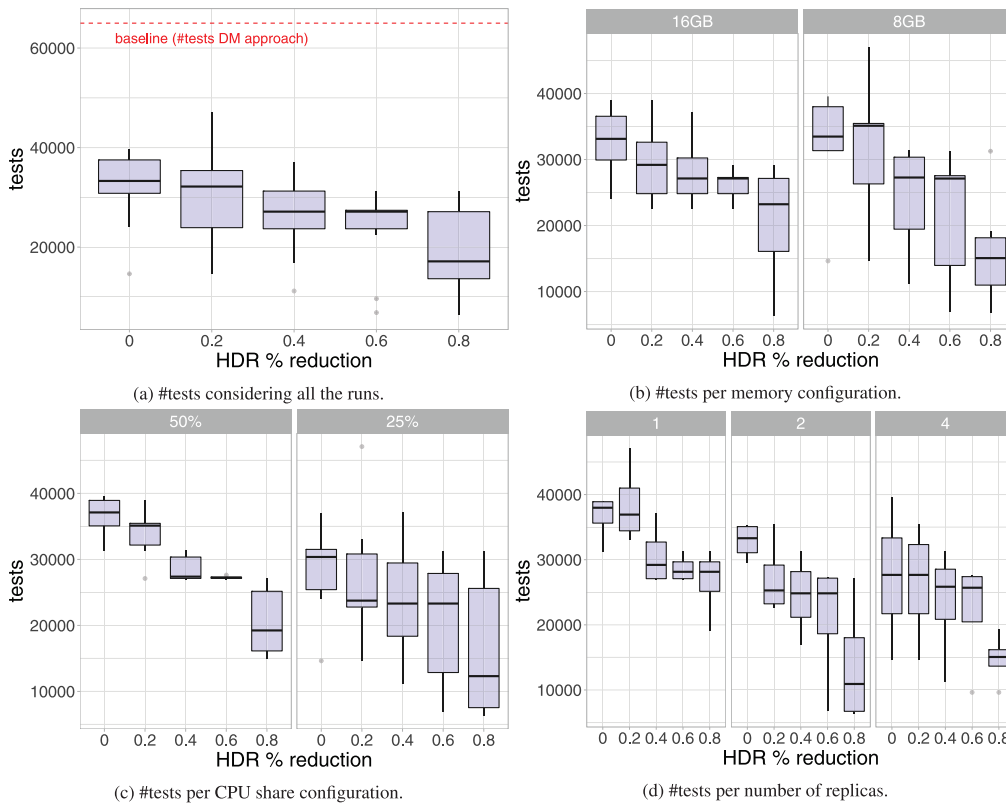 baseline (#tests DM approach)
60000
40000
20000
tests
0 0.2 0.4 0.6 0.8
HDR % reduction
(a) #tests considering all the runs.
16GB 8GB
40000
30000
20000
10000
tests
0 0.2 0.4 0.6 0.8 0 0.2 0.4 0.6 0.8
HDR % reduction
(b) #tests per memory configuration.
50% 25%
40000
30000
20000
10000
tests
0 0.2 0.4 0.6 0.8 0 0.2 0.4 0.6 0.8
HDR % reduction
(c) #tests per CPU share configuration.
1 2 4
40000
30000
20000
10000
tests
0 0.2 0.4 0.6 0.8 0 0.2 0.4 0.6 0.8 0 0.2 0.4 0.6 0.8
HDR % reduction
(d) #tests per number of replicas.